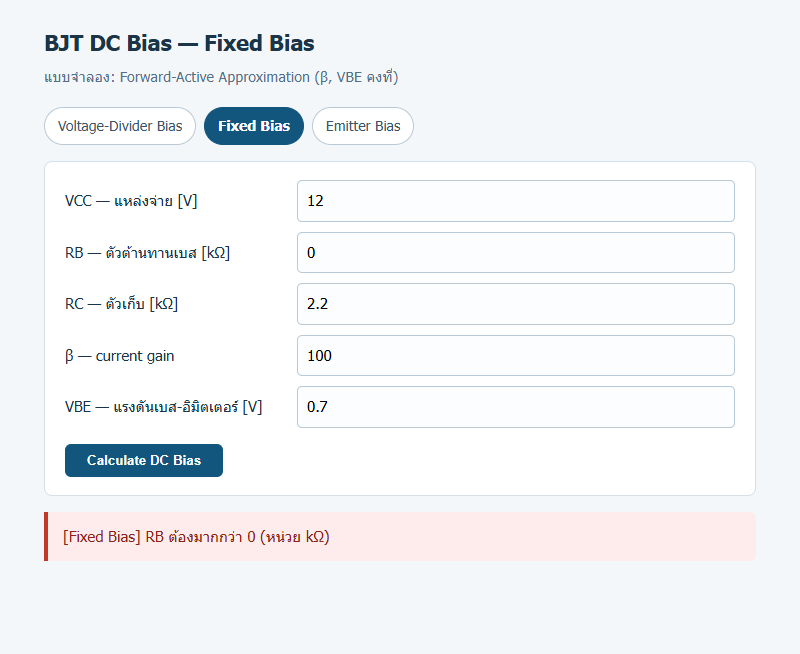 BJT DC Bias — Fixed Bias
แบบจำลอง: Forward-Active Approximation (β, VBE คงที่)
Voltage-Divider Bias
Fixed Bias
Emitter Bias
VCC — แหล่งจ่าย [V]
12
RB — ตัวต้านทานเบส [kΩ]
0
RC — ตัวเก็บ [kΩ]
2.2
β — current gain
100
VBE — แรงดันเบส-อิมิตเตอร์ [V]
0.7
Calculate DC Bias
[Fixed Bias] RB ต้องมากกว่า 0 (หน่วย kΩ)